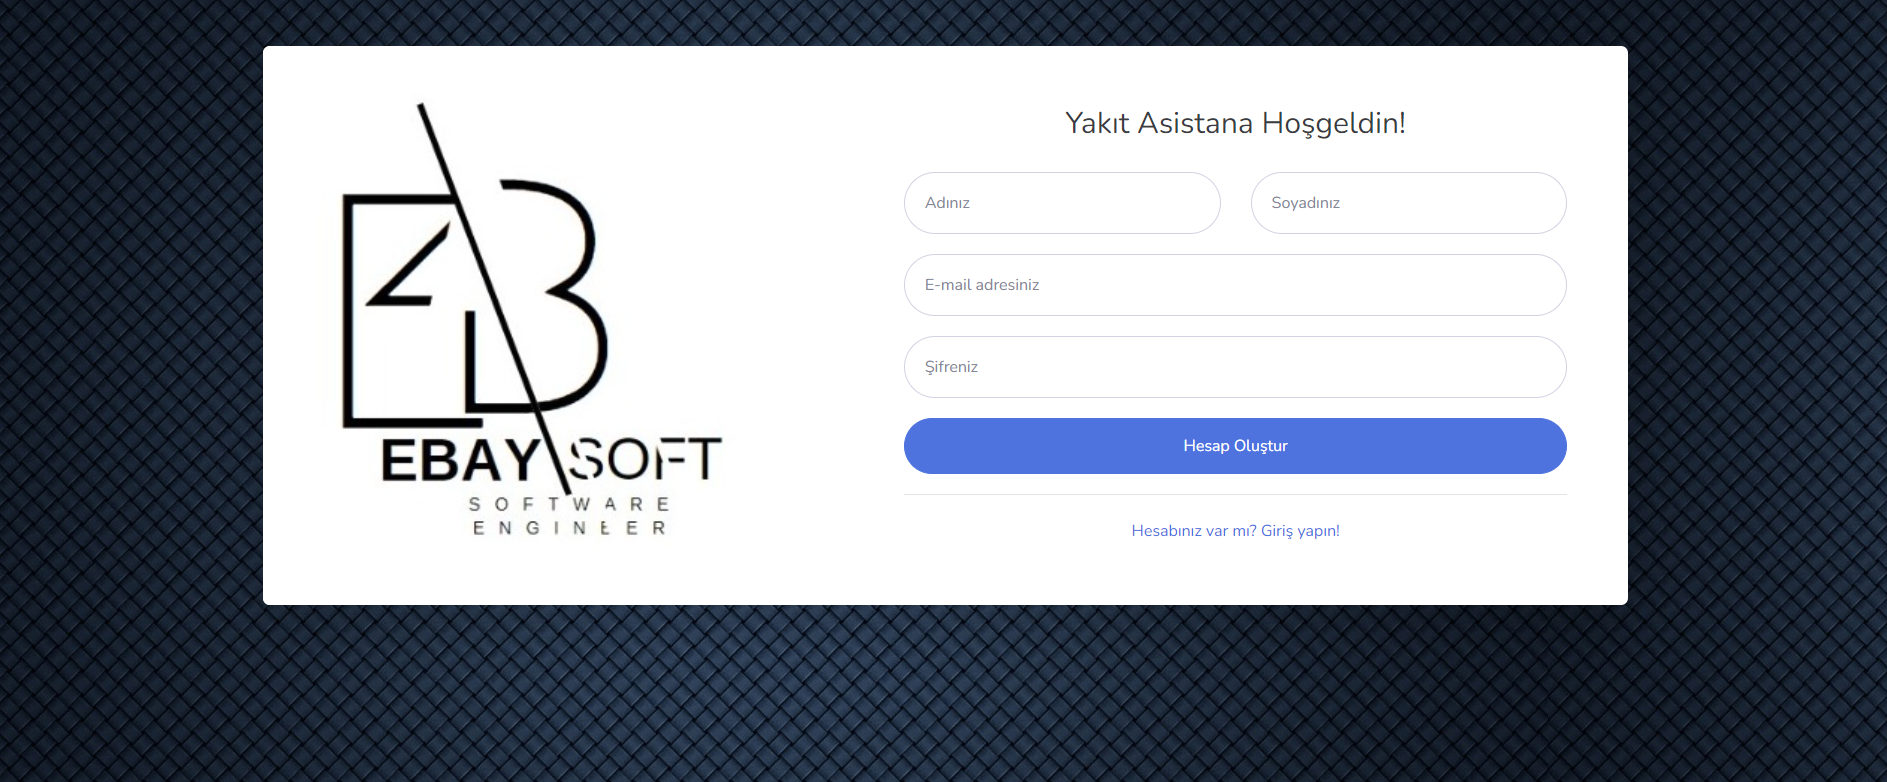 EBAY SOFT
SOFTWARE
ENGINEER
Yakıt Asistana Hoşgeldin!
Adınız
Soyadınız
E-mail adresiniz
Şifreniz
Hesap Oluştur
Hesabınız var mı? Giriş yapın!